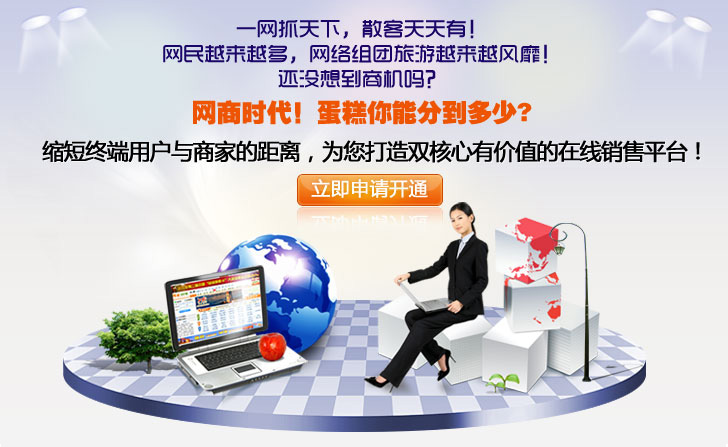 一网抓天下，散客天天有！
网民越来越多，网络组团旅游越来越风靡！
还没想到商机吗？
网商时代！蛋糕你能分到多少？
缩短终端用户与商家的距离，为您打造双核心有价值的在线销售平台！
立即申请开通